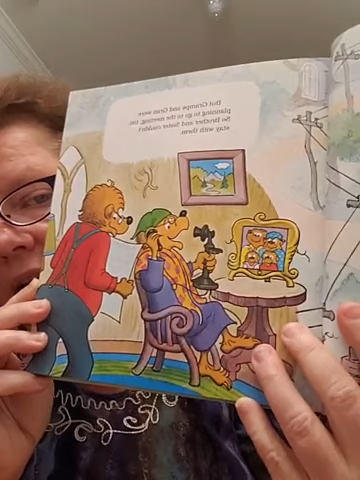 But Gramps and Gran were
planning to go to the meeting, too.
So Brother and Sister couldn't
stay with them.